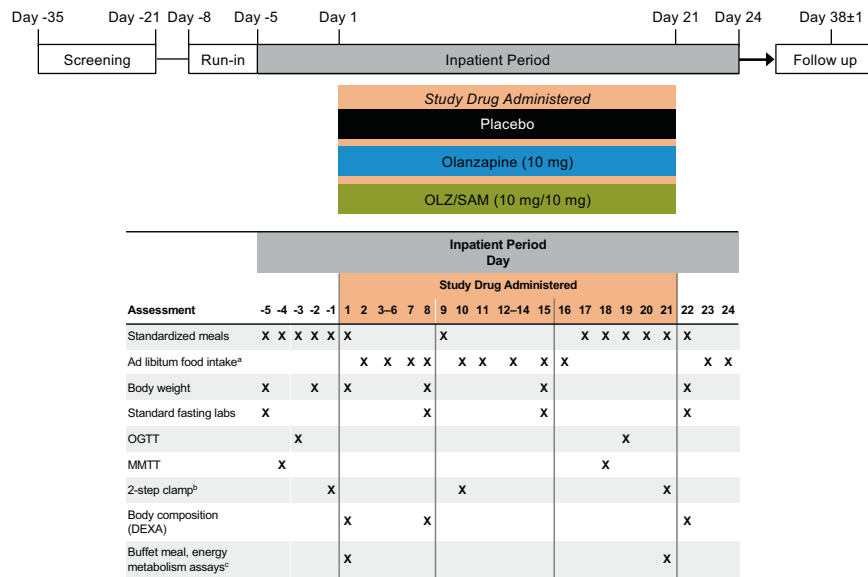 Day -35 Day -21 Day -8 Day -5 Day 1 Day 21 Day 24 Day 38±1
Screening Run-in Inpatient Period Follow up
Study Drug Administered
Placebo
Olanzapine (10 mg)
OLZ/SAM (10 mg/10 mg)
Inpatient Period
Day
Study Drug Administered
Assessment -5 -4 -3 -2 -1 1 2 3–6 7 8 9 10 11 12–14 15 16 17 18 19 20 21 22 23 24
Standardized meals X X X X X X X X X X X X X
Ad libitum food intakeᵃ X X X X X X X X X X X
Body weight X X X X X X
Standard fasting labs X X X X
OGTT X X
MMTT X X
2-step clampᵇ X X X
Body composition
(DEXA) X X X
Buffet meal, energy
metabolism assaysᶜ X X